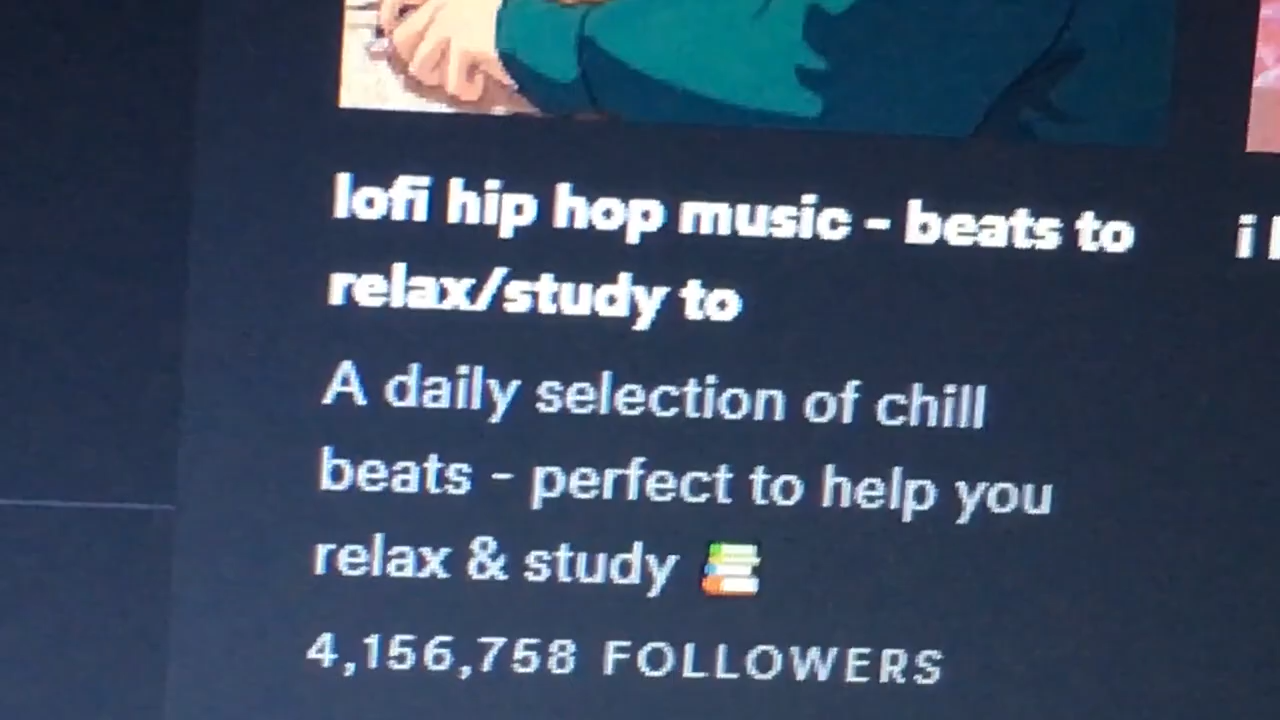 lofi hip hop music - beats to
relax/study to
A daily selection of chill
beats - perfect to help you
relax & study 📚
4,156,758 FOLLOWERS
i